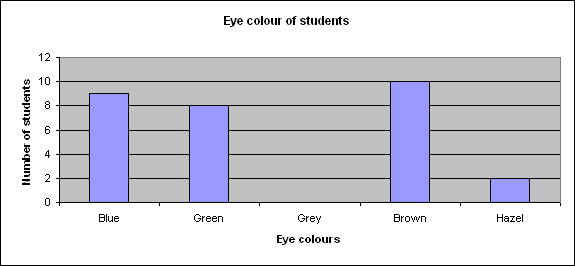 Eye colour of students
Number of students
12
10
8
6
4
2
0
Blue Green Grey Brown Hazel
Eye colours